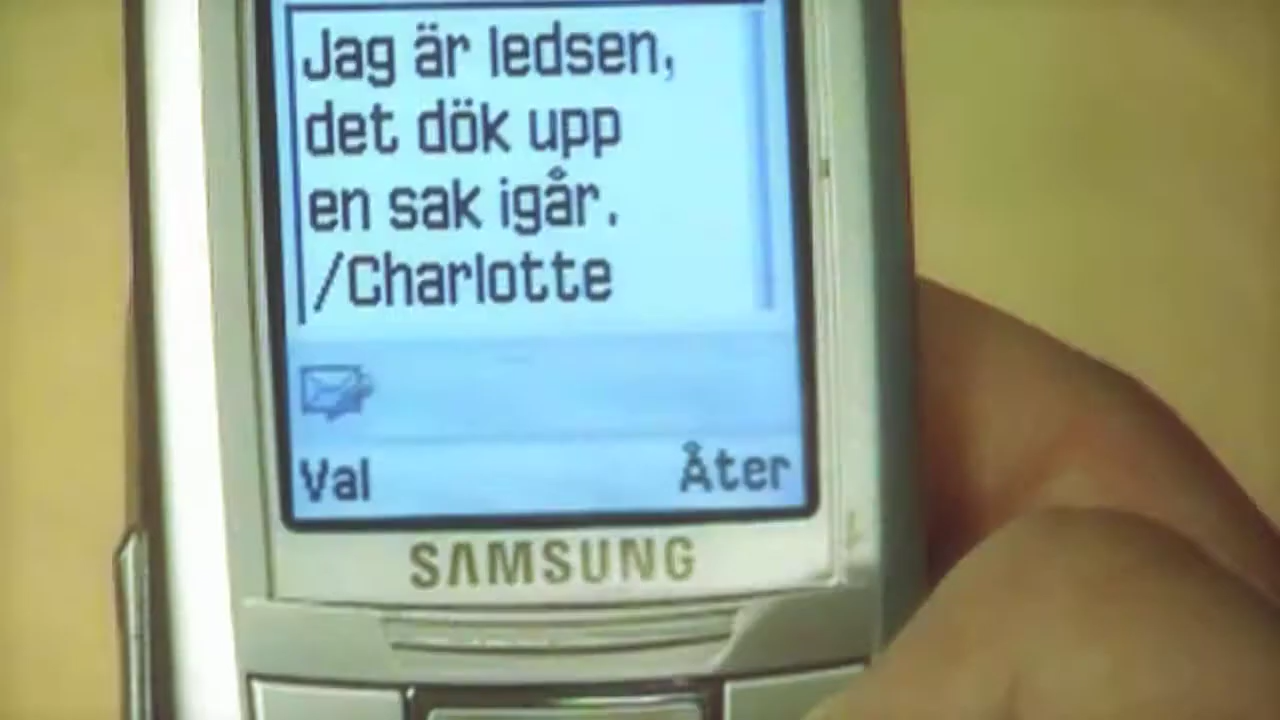 Jag är ledsen,
det dök upp
en sak igår.
/Charlotte
Val Åter
SAMSUNG